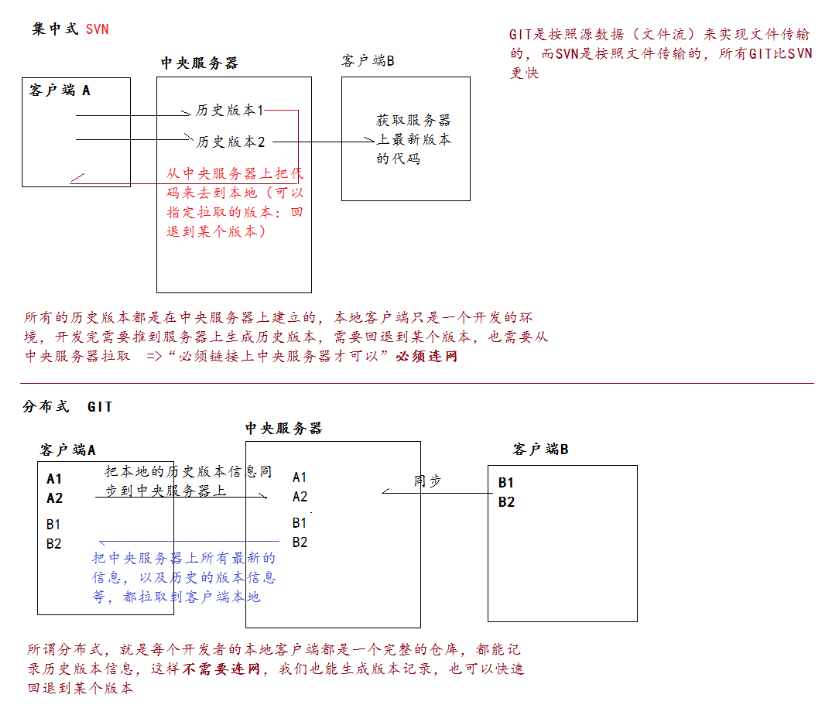 集中式 SVN
GIT是按照源数据（文件流）来实现文件传输
的，而SVN是按照文件传输的，所有GIT比SVN
更快
中央服务器
客户端B
客户端 A
历史版本1
历史版本2
获取服务器
上最新版本
的代码
从中央服务器上把代
码来去到本地（可以
指定拉取的版本：回
退到某个版本）
所有的历史版本都是在中央服务器上建立的，本地客户端只是一个开发的环
境，开发完需要推到服务器上生成历史版本，需要回退到某个版本，也需要从
中央服务器拉取 =>“必须链接上中央服务器才可以”必须连网
分布式 GIT
中央服务器
客户端A
客户端B
A1
A2
B1
B2
把本地的历史版本信息同
步到中央服务器上
A1
A2
B1
B2
同步
B1
B2
把中央服务器上所有最新的
信息，以及历史的版本信息
等，都拉取到客户端本地
所谓分布式，就是每个开发者的本地客户端都是一个完整的仓库，都能记
录历史版本信息，这样不需要连网，我们也能生成版本记录，也可以快速
回退到某个版本